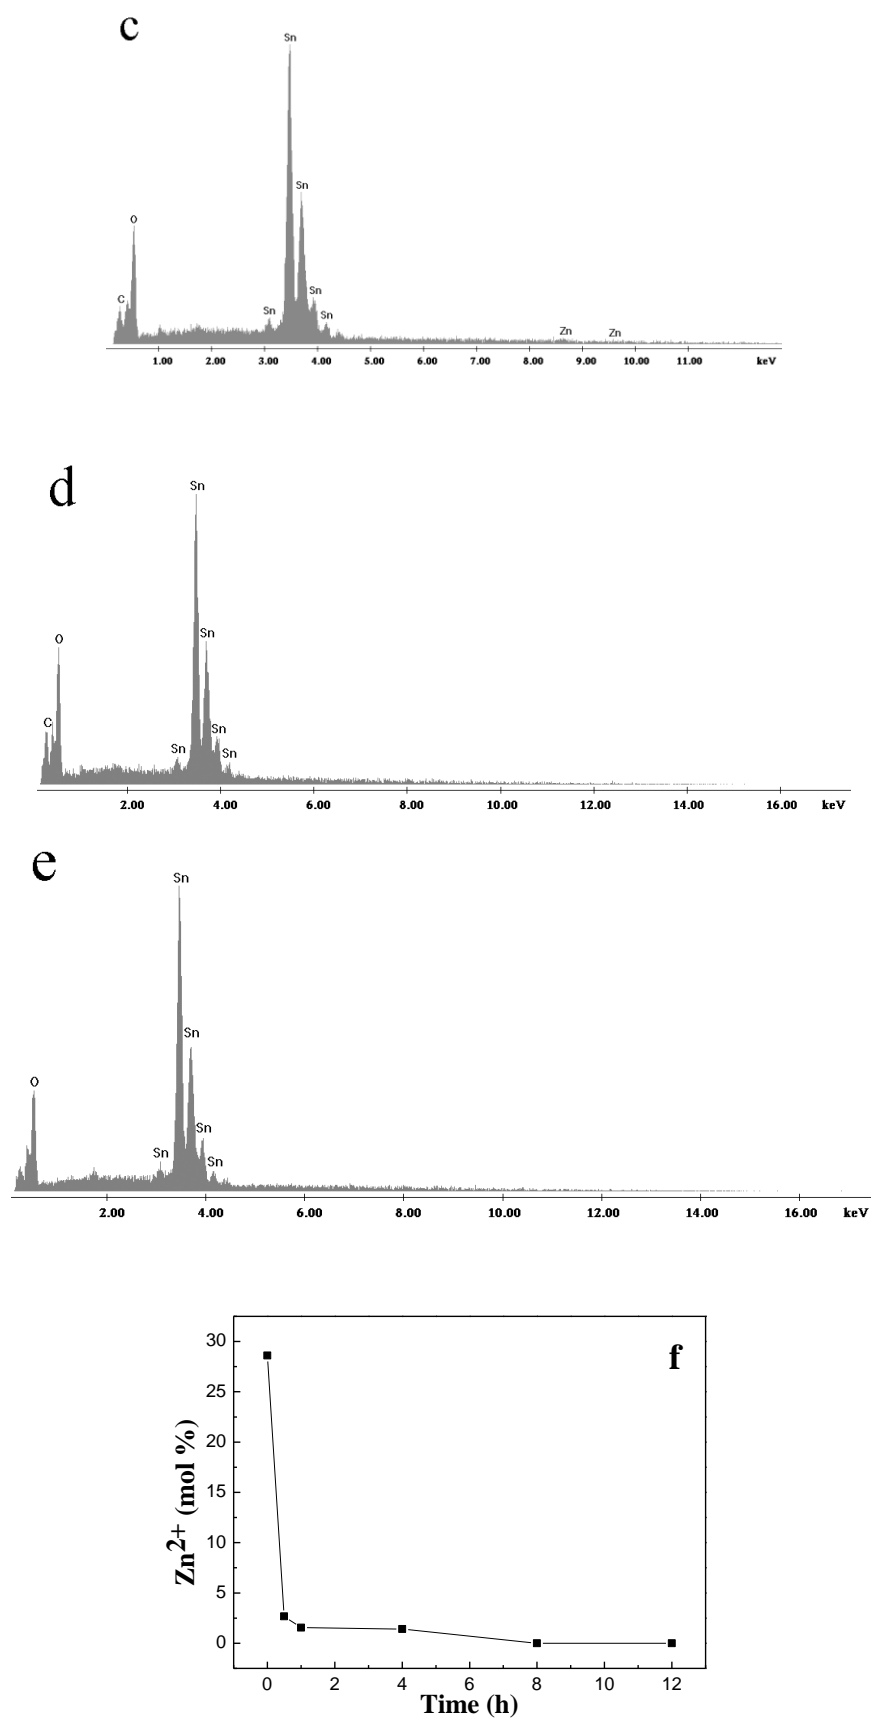 c
Sn
Sn
O
Sn
C
Sn
Sn
Zn
Zn
1.00 2.00 3.00 4.00 5.00 6.00 7.00 8.00 9.00 10.00 11.00 keV
d
Sn
Sn
O
C
Sn
Sn
Sn
2.00 4.00 6.00 8.00 10.00 12.00 14.00 16.00 keV
e
Sn
Sn
O
Sn
Sn
Sn
2.00 4.00 6.00 8.00 10.00 12.00 14.00 16.00 keV
f
30
25
20
15
10
5
0
Zn2+ (mol %)
0 2 4 6 8 10 12
Time (h)